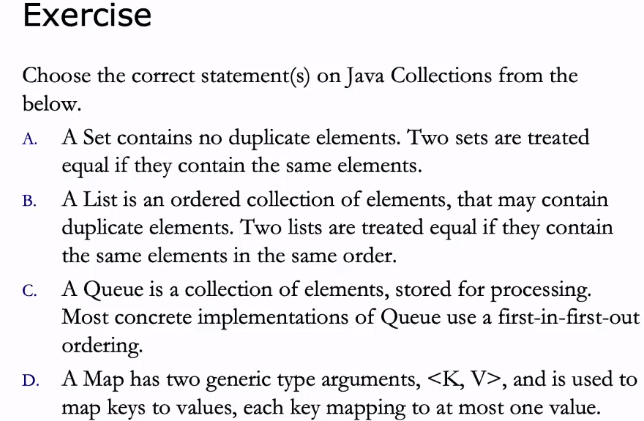 Exercise
Choose the correct statement(s) on Java Collections from the
below.
A. A Set contains no duplicate elements. Two sets are treated
equal if they contain the same elements.
B. A List is an ordered collection of elements, that may contain
duplicate elements. Two lists are treated equal if they contain
the same elements in the same order.
C. A Queue is a collection of elements, stored for processing.
Most concrete implementations of Queue use a first-in-first-out
ordering.
D. A Map has two generic type arguments, <K, V>, and is used to
map keys to values, each key mapping to at most one value.